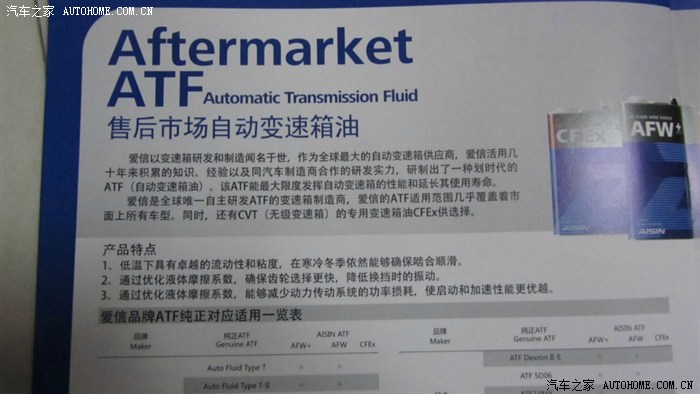 汽车之家 AUTOHOME.COM.CN
Aftermarket
ATF Automatic Transmission Fluid
售后市场自动变速箱油
爱信以变速箱研发和制造闻名于世，作为全球最大的自动变速箱供应商，爱信活用几
十年来积累的知识、经验以及同汽车制造商合作的研发实力，研制出了一种划时代的
ATF（自动变速箱油）。该ATF能最大限度发挥自动变速箱的性能和延长其使用寿命。
爱信是全球唯一自主研发ATF的变速箱制造商，爱信的ATF适用范围几乎覆盖着市
面上所有车型。同时，还有CVT（无级变速箱）的专用变速箱油CFEx供选择。
CFEx
AFW+
AISIN
AISIN
产品特点
1、低温下具有卓越的流动性和粘度，在寒冷冬季依然能够确保啮合顺滑。
2、通过优化液体摩擦系数，确保齿轮选择更快，降低换挡时的振动。
3、通过优化液体摩擦系数，能够减少动力传动系统的功率损耗，使启动和加速性能更优越。
爱信品牌ATF纯正对应适用一览表
品牌 纯正ATF AISIN ATF 品牌 纯正ATF AISIN ATF
Maker Genuine ATF AFW+ AFW CFEx Maker Genuine ATF AFW+ AFW CFEx
Auto Fluid Type T ATF Dexron II-E
Auto Fluid Type T-II ATF 5D06
汽车之家 AUTOHOME.COM.CN